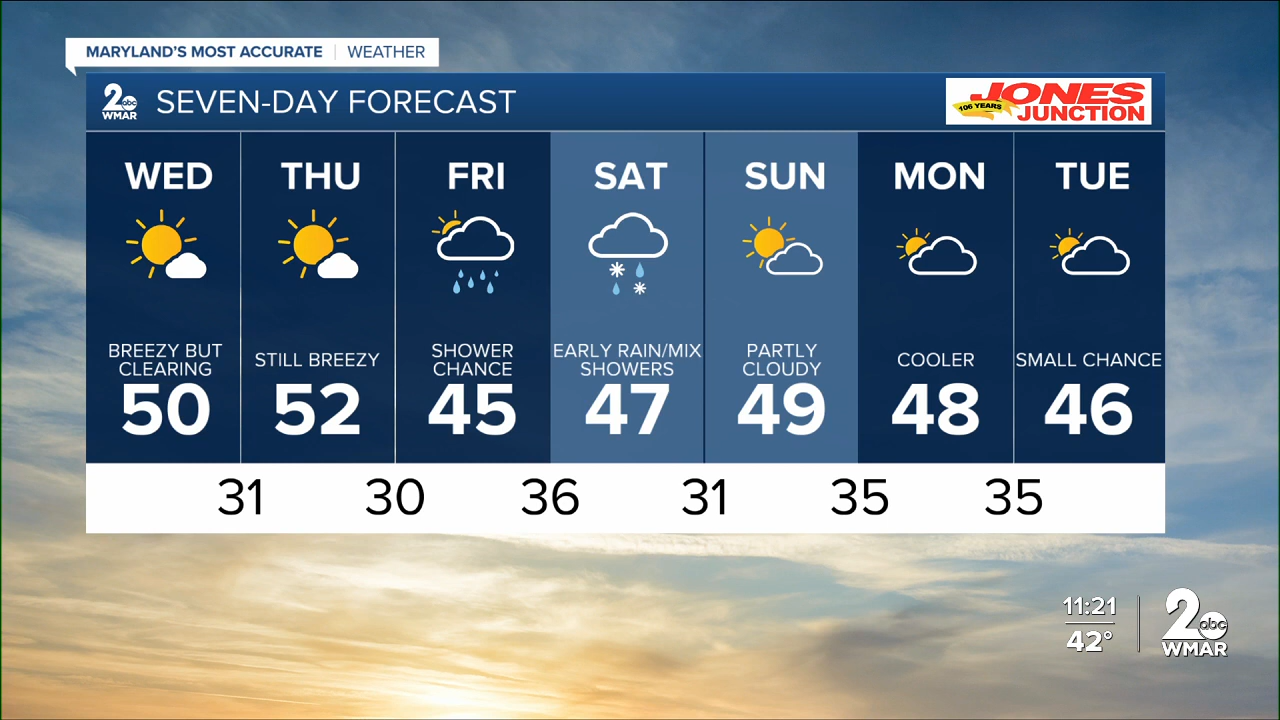 MARYLAND'S MOST ACCURATE | WEATHER
2 abc
WMAR
SEVEN-DAY FORECAST
JONES
106 YEARS
JUNCTION
WED THU FRI SAT SUN MON TUE
BREEZY BUT
CLEARING
STILL BREEZY
SHOWER
CHANCE
EARLY RAIN/MIX
SHOWERS
PARTLY
CLOUDY
COOLER
SMALL CHANCE
50 52 45 47 49 48 46
31 30 36 31 35 35
11:21
42°
2 abc
WMAR